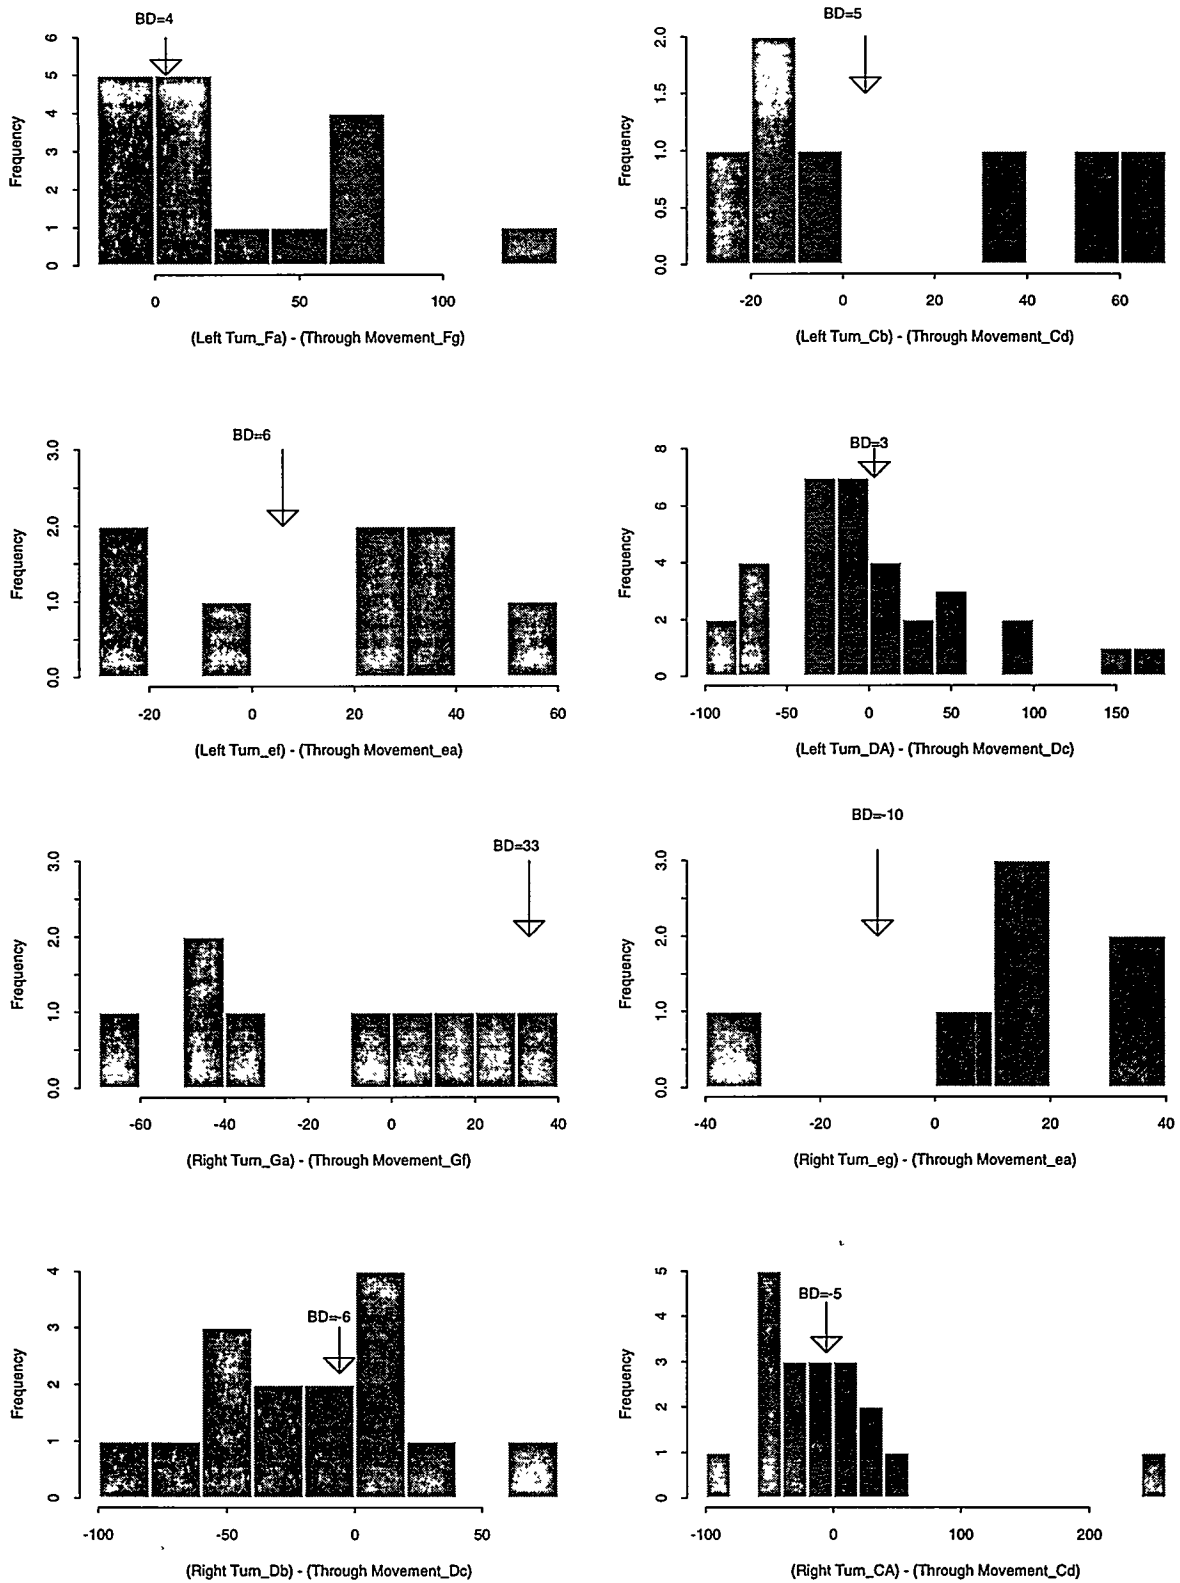 BD=4
6
5
4
3
2
1
0
Frequency
0 50 100
(Left Turn_Fa) - (Through Movement_Fg)
BD=5
2.0
1.5
1.0
0.5
0.0
Frequency
-20 0 20 40 60
(Left Turn_Cb) - (Through Movement_Cd)
BD=6
3.0
2.0
1.0
0.0
Frequency
-20 0 20 40 60
(Left Turn_ef) - (Through Movement_ea)
BD=3
8
6
4
2
0
Frequency
-100 -50 0 50 100 150
(Left Turn_DA) - (Through Movement_Dc)
BD=33
3.0
2.0
1.0
0.0
Frequency
-60 -40 -20 0 20 40
(Right Turn_Ga) - (Through Movement_Gf)
BD=-10
3.0
2.0
1.0
0.0
Frequency
-40 -20 0 20 40
(Right Turn_eg) - (Through Movement_ea)
BD=-6
4
3
2
1
0
Frequency
-100 -50 0 50
(Right Turn_Db) - (Through Movement_Dc)
BD=-5
5
4
3
2
1
0
Frequency
-100 0 100 200
(Right Turn_CA) - (Through Movement_Cd)